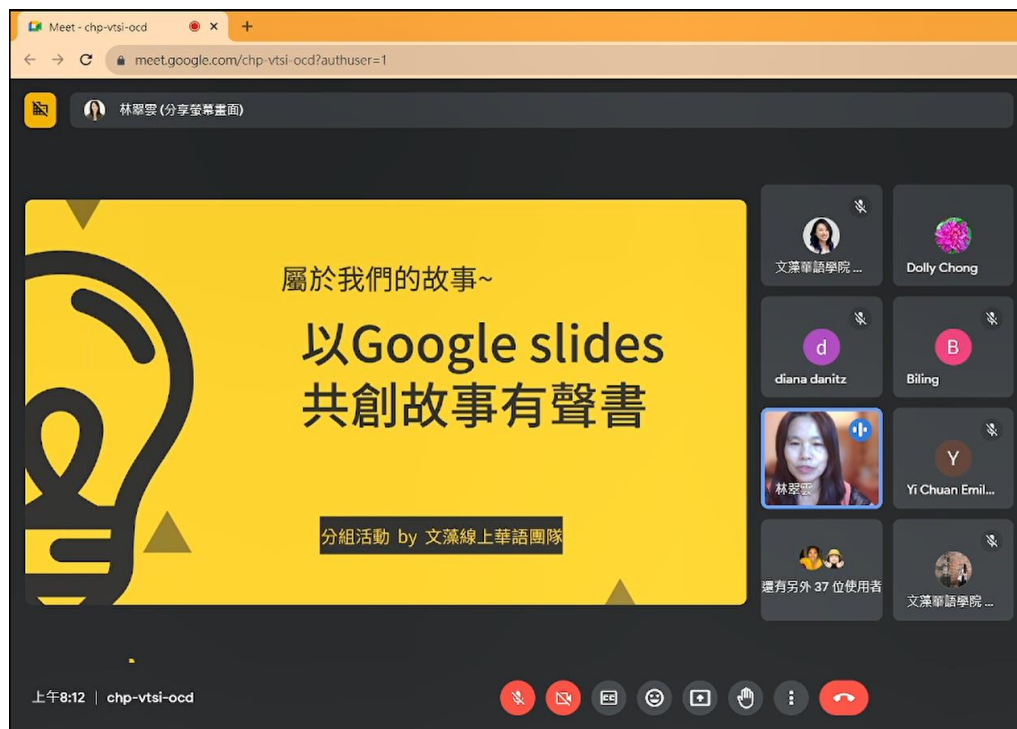 Meet - chp-vtsi-ocd
meet.google.com/chp-vtsi-ocd?authuser=1
林翠雲 (分享螢幕畫面)
屬於我們的故事~
以Google slides
共創故事有聲書
分組活動 by 文藻線上華語團隊
文藻華語學院 ...
Dolly Chong
d
diana danitz
B
Biling
林翠雲
Y
Yi Chuan Emil...
還有另外 37 位使用者
文藻華語學院 ...
上午8:12 | chp-vtsi-ocd